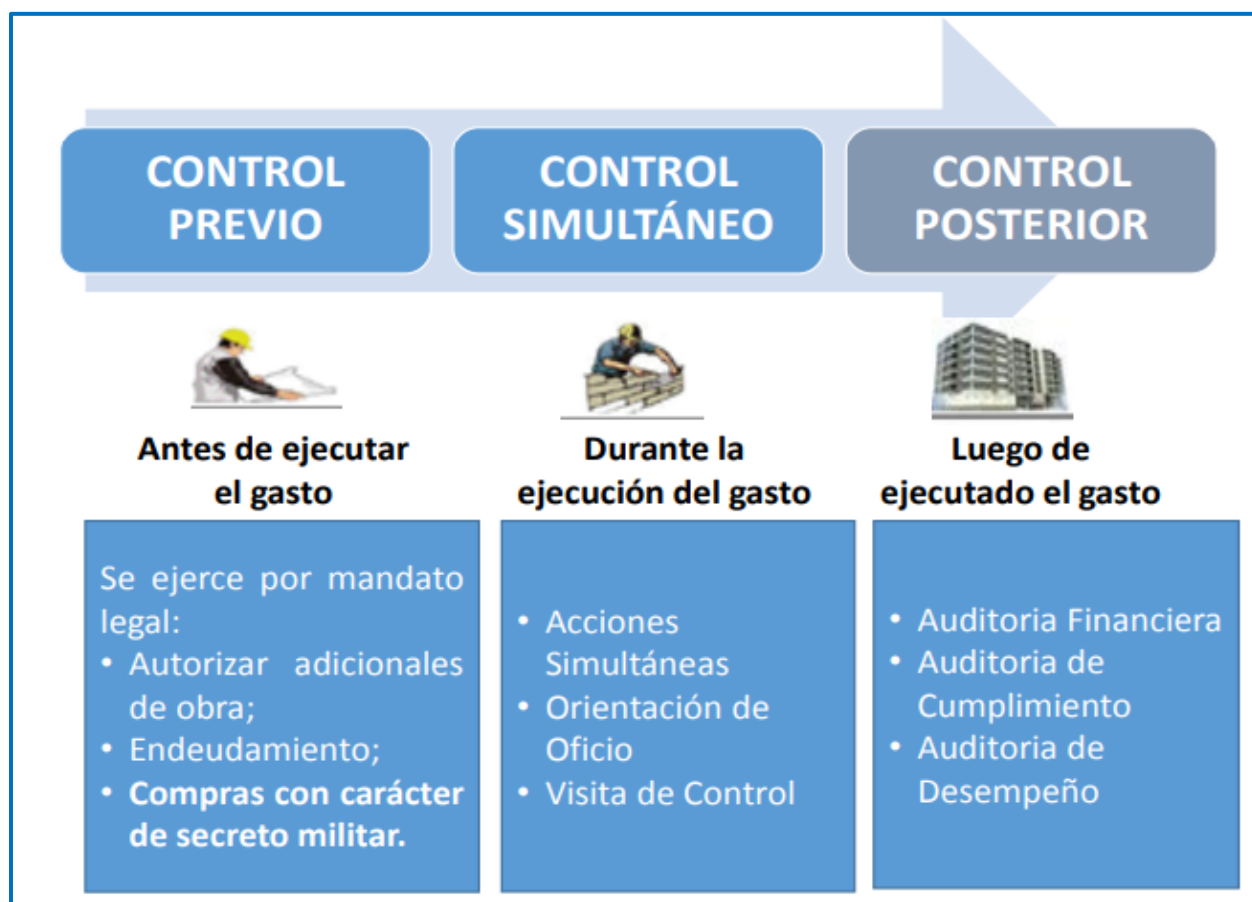 CONTROL
PREVIO
CONTROL
SIMULTÁNEO
CONTROL
POSTERIOR
Antes de ejecutar
el gasto
Durante la
ejecución del gasto
Luego de
ejecutado el gasto
Se ejerce por mandato
legal:
• Autorizar adicionales
de obra;
• Endeudamiento;
• Compras con carácter
de secreto militar.
• Acciones
Simultáneas
• Orientación de
Oficio
• Visita de Control
• Auditoria Financiera
• Auditoria de
Cumplimiento
• Auditoria de
Desempeño